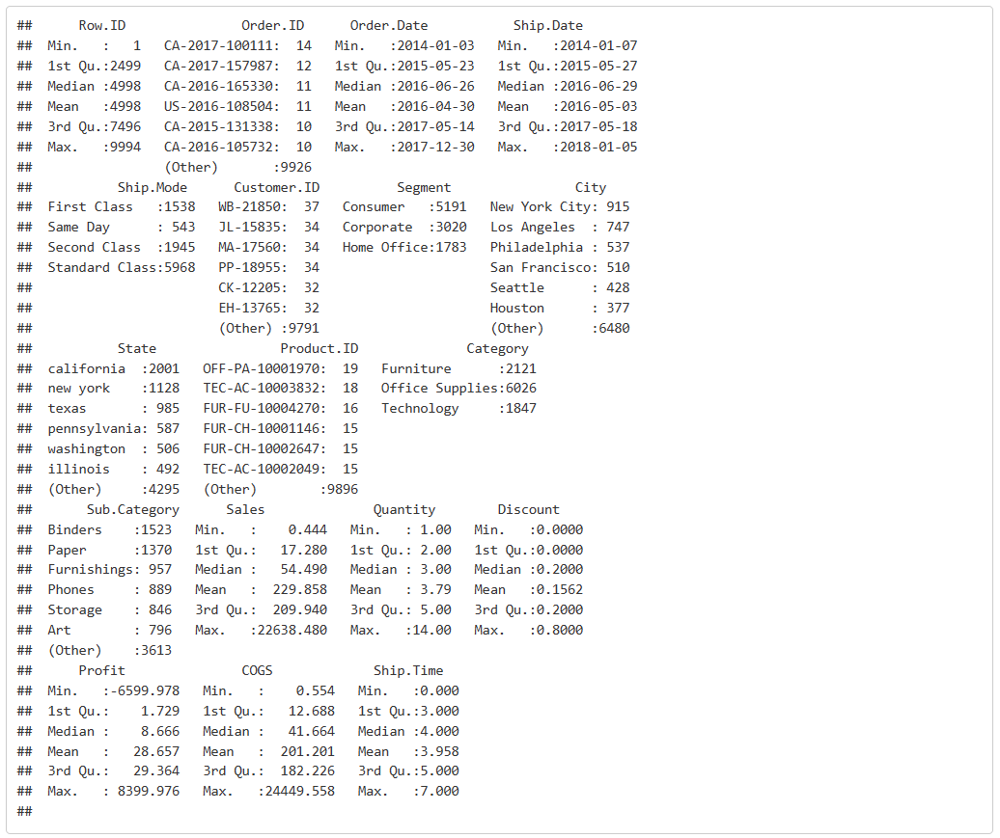 ##      Row.ID               Order.ID      Order.Date           Ship.Date
##  Min.   :   1   CA-2017-100111:  14   Min.   :2014-01-03   Min.   :2014-01-07
##  1st Qu.:2499   CA-2017-157987:  12   1st Qu.:2015-05-23   1st Qu.:2015-05-27
##  Median :4998   CA-2016-165330:  11   Median :2016-06-26   Median :2016-06-29
##  Mean   :4998   US-2016-108504:  11   Mean   :2016-04-30   Mean   :2016-05-03
##  3rd Qu.:7496   CA-2015-131338:  10   3rd Qu.:2017-05-14   3rd Qu.:2017-05-18
##  Max.   :9994   CA-2016-105732:  10   Max.   :2017-12-30   Max.   :2018-01-05
##                 (Other)       :9926
##           Ship.Mode      Customer.ID          Segment                City
##  First Class   :1538   WB-21850:  37   Consumer   :5191   New York City: 915
##  Same Day      : 543   JL-15835:  34   Corporate  :3020   Los Angeles  : 747
##  Second Class  :1945   MA-17560:  34   Home Office:1783   Philadelphia : 537
##  Standard Class:5968   PP-18955:  34                      San Francisco: 510
##                        CK-12205:  32                      Seattle      : 428
##                        EH-13765:  32                      Houston      : 377
##                        (Other) :9791                      (Other)      :6480
##           State                Product.ID              Category
##  california  :2001   OFF-PA-10001970:  19   Furniture      :2121
##  new york    :1128   TEC-AC-10003832:  18   Office Supplies:6026
##  texas       : 985   FUR-FU-10004270:  16   Technology     :1847
##  pennsylvania: 587   FUR-CH-10001146:  15
##  washington  : 506   FUR-CH-10002647:  15
##  illinois    : 492   TEC-AC-10002049:  15
##  (Other)     :4295   (Other)        :9896
##       Sub.Category      Sales              Quantity        Discount
##  Binders    :1523   Min.   :    0.444   Min.   : 1.00   Min.   :0.0000
##  Paper      :1370   1st Qu.:   17.280   1st Qu.: 2.00   1st Qu.:0.0000
##  Furnishings: 957   Median :   54.490   Median : 3.00   Median :0.2000
##  Phones     : 889   Mean   :  229.858   Mean   : 3.79   Mean   :0.1562
##  Storage    : 846   3rd Qu.:  209.940   3rd Qu.: 5.00   3rd Qu.:0.2000
##  Art        : 796   Max.   :22638.480   Max.   :14.00   Max.   :0.8000
##  (Other)    :3613
##      Profit               COGS             Ship.Time
##  Min.   :-6599.978   Min.   :    0.554   Min.   :0.000
##  1st Qu.:    1.729   1st Qu.:   12.688   1st Qu.:3.000
##  Median :    8.666   Median :   41.664   Median :4.000
##  Mean   :   28.657   Mean   :  201.201   Mean   :3.958
##  3rd Qu.:   29.364   3rd Qu.:  182.226   3rd Qu.:5.000
##  Max.   : 8399.976   Max.   :24449.558   Max.   :7.000
##